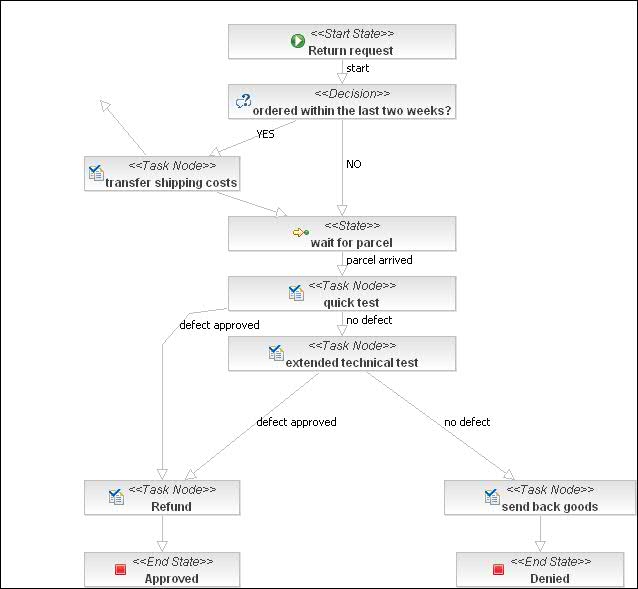 <<Start State>>
Return request
start
<<Decision>>
ordered within the last two weeks?
YES
<<Task Node>>
transfer shipping costs
NO
<<State>>
wait for parcel
parcel arrived
<<Task Node>>
quick test
defect approved
no defect
<<Task Node>>
extended technical test
defect approved
no defect
<<Task Node>>
Refund
<<Task Node>>
send back goods
<<End State>>
Approved
<<End State>>
Denied